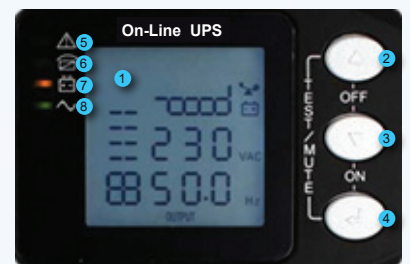 On-Line UPS
5
6
7
8
1
2
OFF
3
ON
4
TEST/MUTE
230 VAC
50.0 Hz
OUTPUT